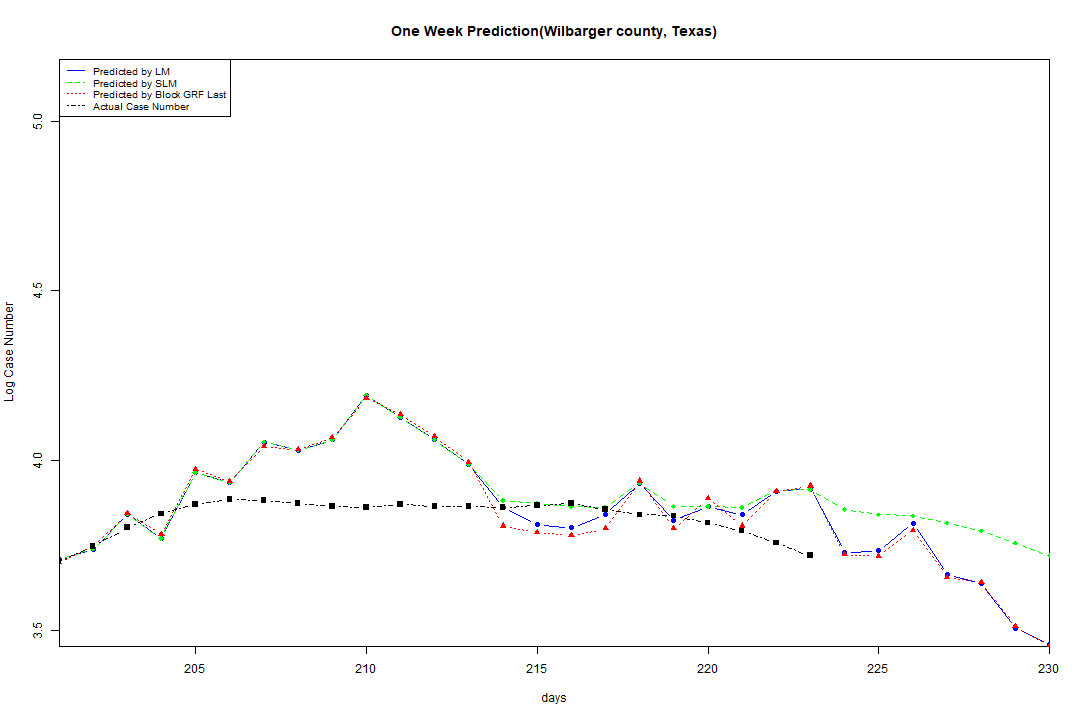 One Week Prediction(Wilbarger county, Texas)
Predicted by LM
Predicted by SLM
Predicted by Block GRF Last
Actual Case Number
5.0
4.5
4.0
3.5
Log Case Number
205 210 215 220 225 230
days